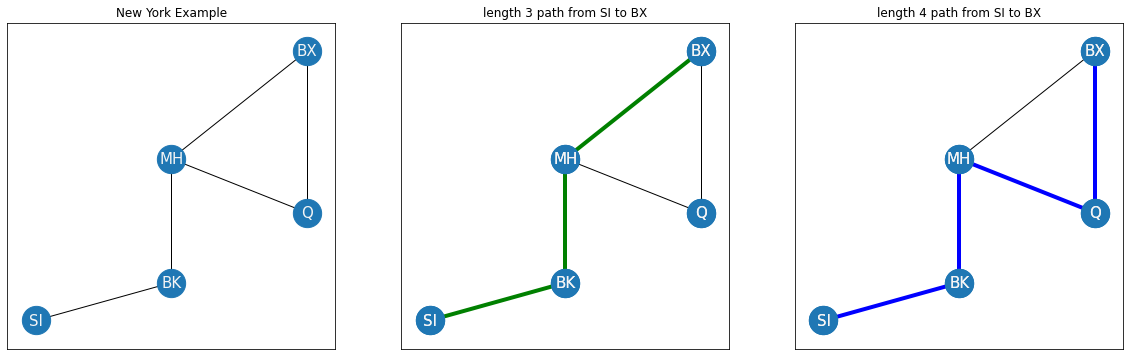 New York Example
BX
MH
Q
BK
SI
length 3 path from SI to BX
BX
MH
Q
BK
SI
length 4 path from SI to BX
BX
MH
Q
BK
SI